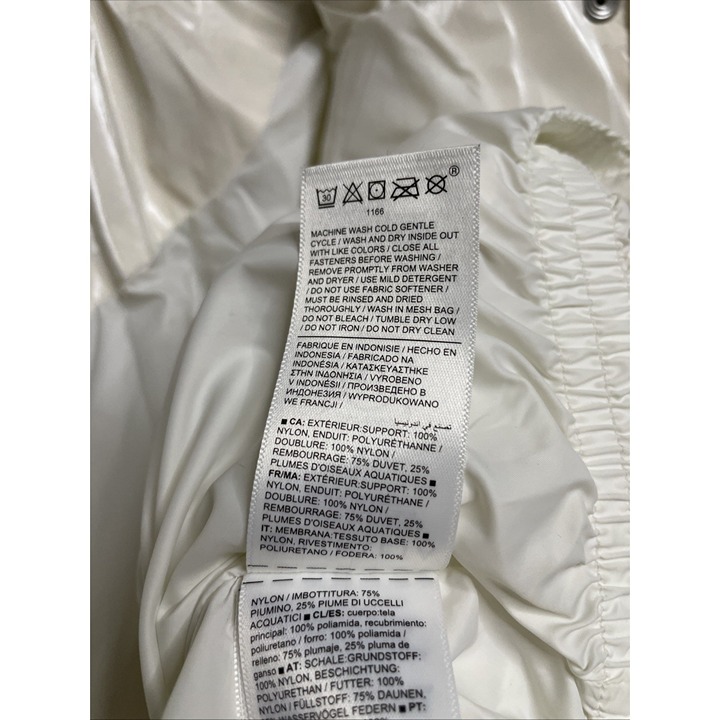 30
®
1166
MACHINE WASH COLD GENTLE
CYCLE / WASH AND DRY INSIDE OUT
WITH LIKE COLORS / CLOSE ALL
FASTENERS BEFORE WASHING /
REMOVE PROMPTLY FROM WASHER
AND DRYER / USE MILD DETERGENT
/ DO NOT USE FABRIC SOFTENER /
MUST BE RINSED AND DRIED
THOROUGHLY / WASH IN MESH BAG /
DO NOT BLEACH / TUMBLE DRY LOW
/ DO NOT IRON / DO NOT DRY CLEAN
FABRIQUE EN INDONISIE / HECHO EN
INDONESIA / FABRICADO NA
INDONÉSIA / ΚΑΤΑΣΚΕΥΑΣΤΗΚΕ
ΣΤΗΝ ΙΝΔΟΝΗΣΙΑ / VYROBENO
V INDONÉSII / ПРОИЗВЕДЕНО В
ИНДОНЕЗИЯ / WYPRODUKOWANO
WE FRANCJI /
تصنع في اندونيسيا
■ CA: EXTÉRIEUR:SUPPORT: 100%
NYLON, ENDUIT: POLYURÉTHANNE /
DOUBLURE: 100% NYLON /
REMBOURRAGE: 75% DUVET, 25%
PLUMES D'OISEAUX AQUATIQUES ■
FR/MA: EXTÉRIEUR:SUPPORT: 100%
NYLON, ENDUIT: POLYURÉTHANE /
DOUBLURE: 100% NYLON /
REMBOURRAGE: 75% DUVET, 25%
PLUMES D'OISEAUX AQUATIQUES ■
IT: MEMBRANA:TESSUTO BASE: 100%
NYLON, RIVESTIMENTO:
POLIURETANO / FODERA: 100%
NYLON / IMBOTTITURA: 75%
PIUMINO, 25% PIUME DI UCCELLI
ACQUATICI ■ CL/ES: cuerpo:tela
principal: 100% poliamida, recubrimiento:
poliuretano / forro: 100% poliamida /
relleno: 75% plumaje, 25% pluma de
ganso ■ AT: SCHALE:GRUNDSTOFF:
100% NYLON, BESCHICHTUNG:
POLYURETHAN / FUTTER: 100%
NYLON / FÜLLSTOFF: 75% DAUNEN,
WASSERVÖGEL FEDERN ■ PT: